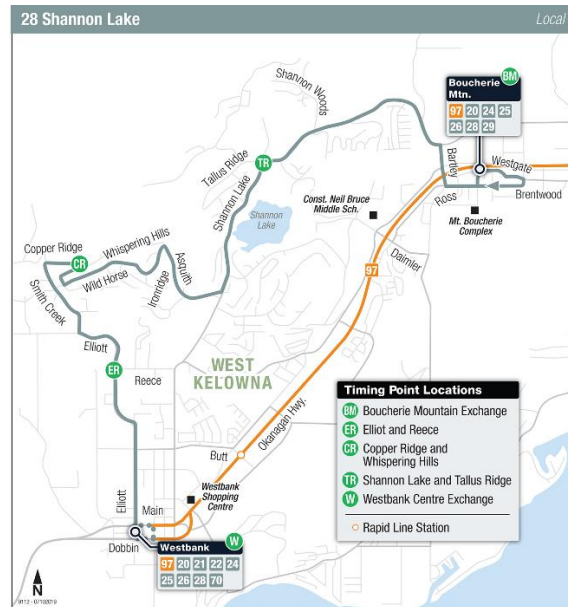 28 Shannon Lake
Local
Shannon Woods
Boucherie
Mtn.
BM
97 20 24 25
26 28 29
Tallus Ridge
TR
Shannon Lake
Shannon
Lake
Bartley
Westgate
Ross
Brentwood
Const. Neil Bruce
Middle Sch.
Mt. Boucherie
Complex
Copper Ridge
CR
Whispering Hills
Wild Horse
Ironridge
Asquith
Daimler
97
Smith Creek
Elliott
ER
Reece
WEST
KELOWNA
Okanagan Hwy.
Butt
Westbank
Shopping
Centre
Elliott
Main
Dobbin
Westbank
W
97 20 21 22 24
25 26 28 70
Timing Point Locations
BM Boucherie Mountain Exchange
ER Elliot and Reece
CR Copper Ridge and
Whispering Hills
TR Shannon Lake and Tallus Ridge
W Westbank Centre Exchange
Rapid Line Station
N
9112 - 07102019